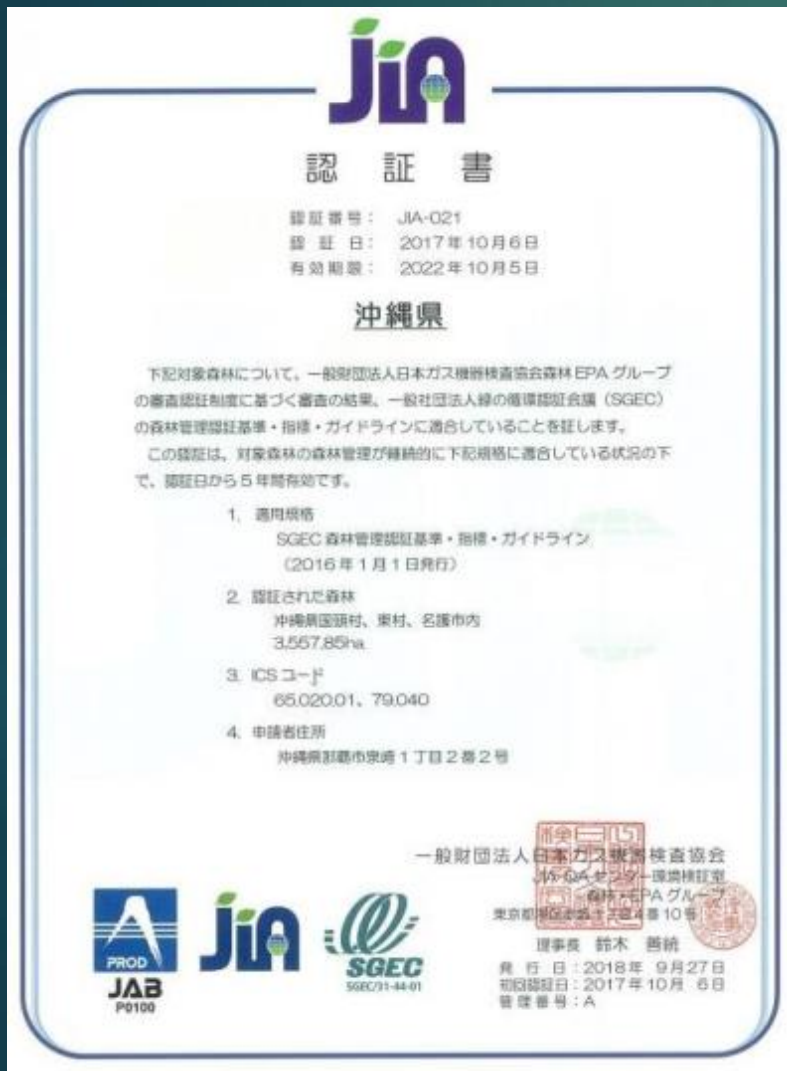 JIA
認証書
認証番号： JIA-021
認証日： 2017年10月6日
有効期限： 2022年10月5日
沖縄県
下記対象森林について、一般財団法人日本ガス機器検査協会森林EPAグループ
の審査認証制度に基づく審査の結果、一般社団法人緑の循環認証会議（SGEC）
の森林管理認証基準・指標・ガイドラインに適合していることを証します。
この認証は、対象森林の森林管理が継続的に下記規格に適合している状況の下
で、認証日から5年間有効です。
1. 適用規格
SGEC 森林管理認証基準・指標・ガイドライン
（2016年1月1日発行）
2. 認証された森林
沖縄県国頭村、東村、名護市内
3,557.85ha
3. ICSコード
65.020.01、79.040
4. 申請者住所
沖縄県那覇市泉崎1丁目2番2号
一般財団法人日本ガス機器検査協会
JIA-QAセンター環境検証室
森林・EPAグループ
東京都港区赤坂 4番10号
理事長 鈴木 善統
発行日：2018年 9月27日
初回認証日：2017年10月 6日
管理番号：A
PROD
JAB
P0100
JIA
SGEC
SGEC/31-44-01